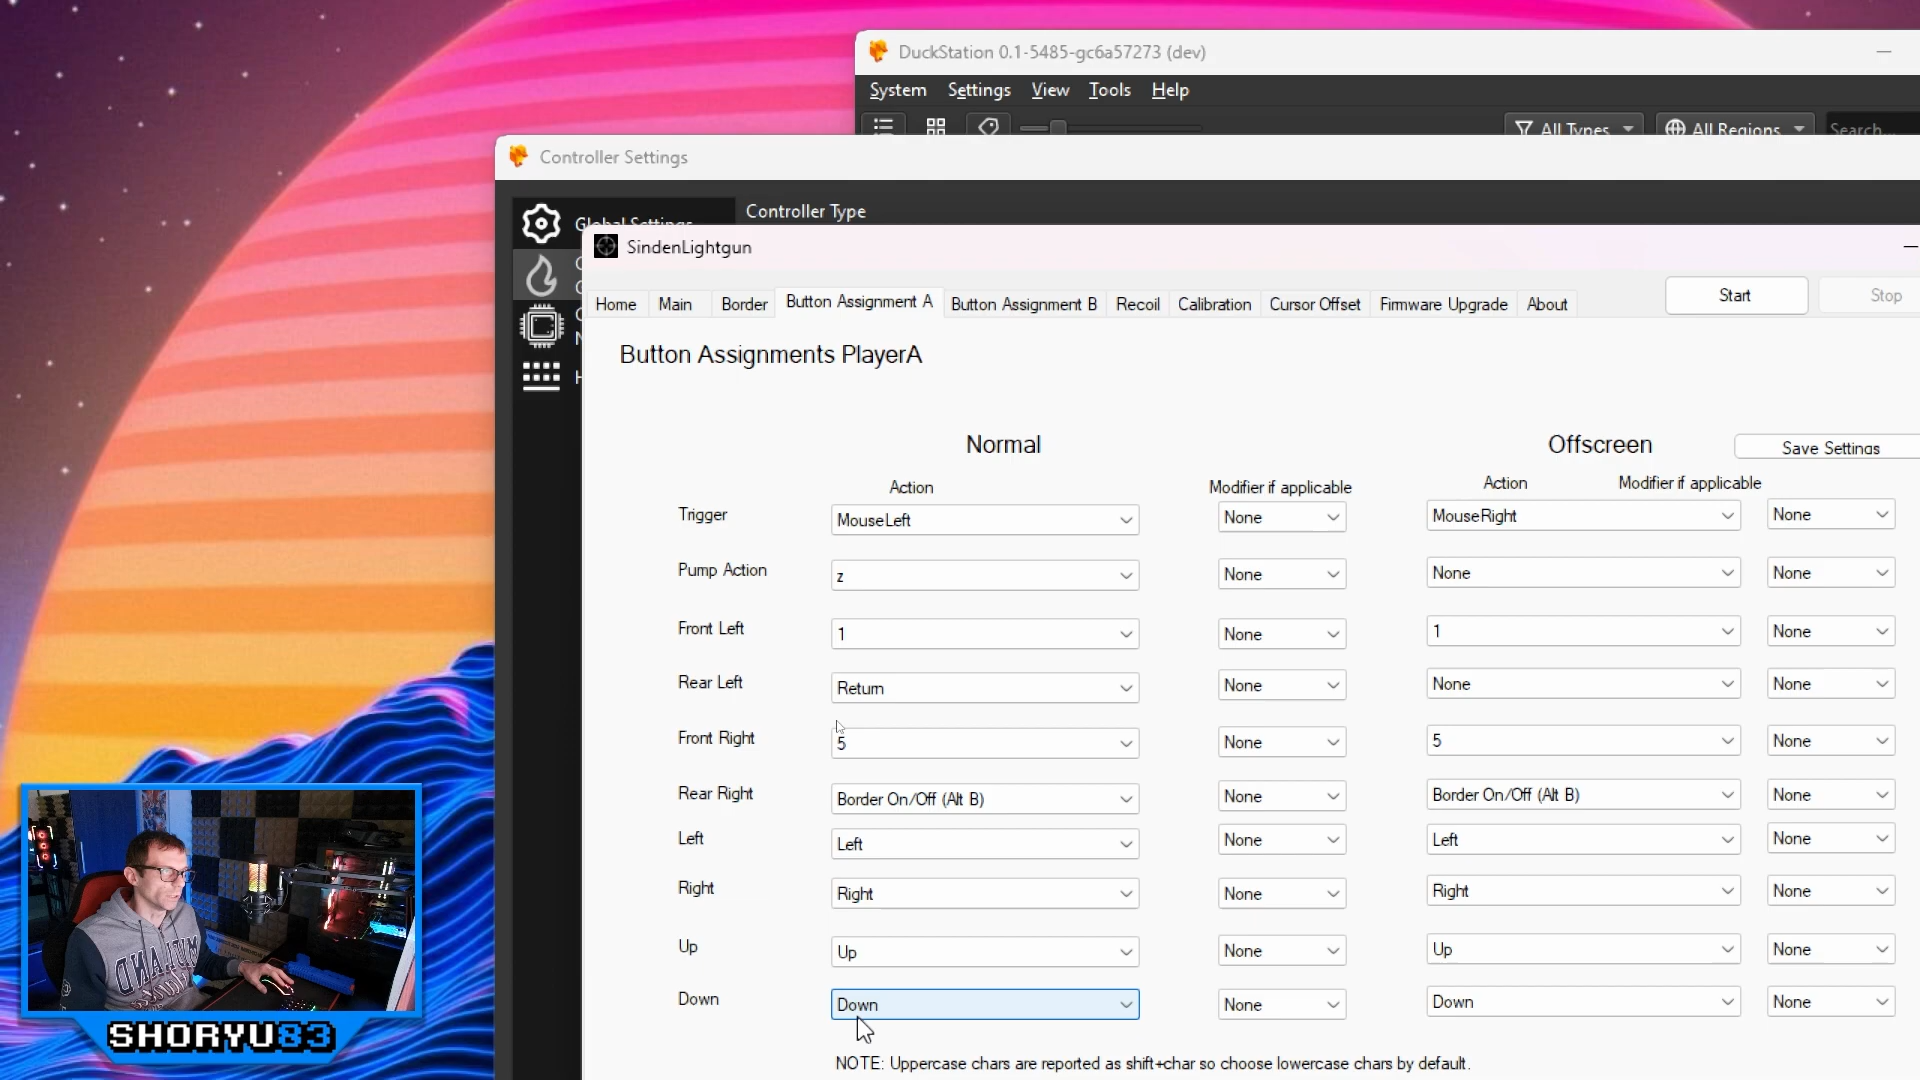 DuckStation 0.1-5485-gc6a57273 (dev)
System Settings View Tools Help
All Types All Regions Search...
Controller Settings
Global Settings
Controller Type
SindenLightgun
Home Main Border Button Assignment A Button Assignment B Recoil Calibration Cursor Offset Firmware Upgrade About
Start Stop
Button Assignments PlayerA
Normal Offscreen Save Settings
Action Modifier if applicable Action Modifier if applicable
Trigger MouseLeft None MouseRight None
Pump Action z None None None
Front Left 1 None 1 None
Rear Left Return None None None
Front Right 5 None 5 None
Rear Right Border On/Off (Alt B) None Border On/Off (Alt B) None
Left Left None Left None
Right Right None Right None
Up Up None Up None
Down Down None Down None
NOTE: Uppercase chars are reported as shift+char so choose lowercase chars by default.
MIDLAND
SHORYU83